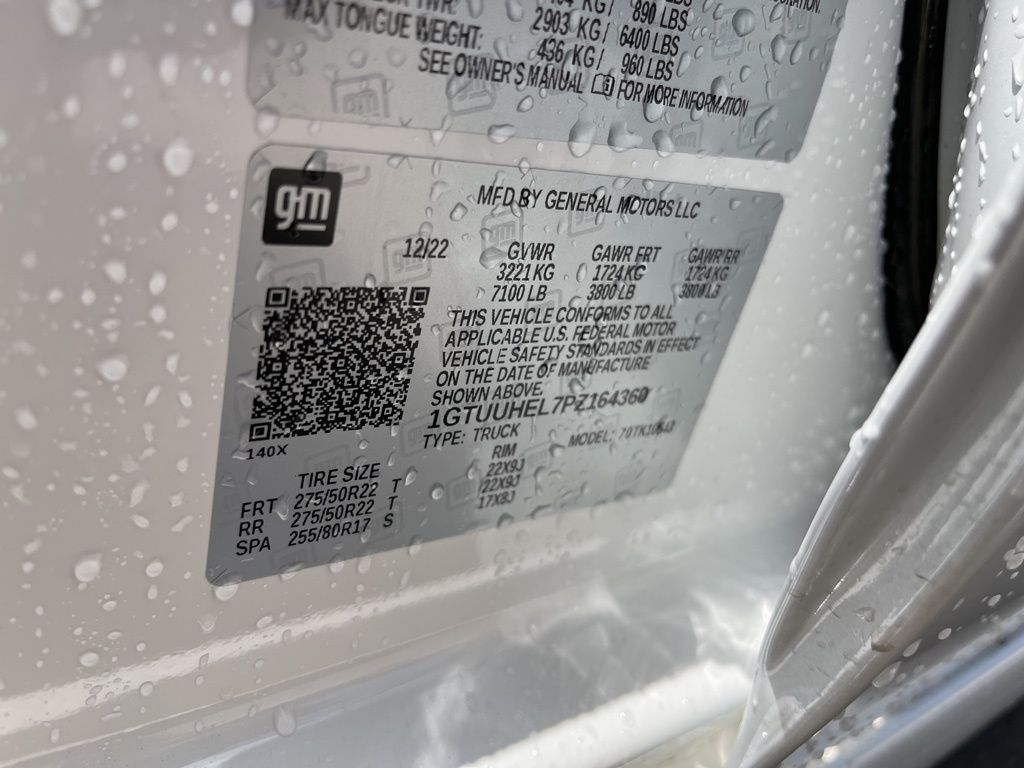 TWR:
KG / 890 LBS
2903 KG / 6400 LBS
MAX TONGUE WEIGHT: 436 KG / 960 LBS
SEE OWNER'S MANUAL FOR MORE INFORMATION
gm
MFD BY GENERAL MOTORS LLC
12/22 GVWR GAWR FRT GAWR RR
3221 KG 1724 KG 1724 KG
7100 LB 3800 LB 3800 LB
THIS VEHICLE CONFORMS TO ALL
APPLICABLE U.S. FEDERAL MOTOR
VEHICLE SAFETY STANDARDS IN EFFECT
ON THE DATE OF MANUFACTURE
SHOWN ABOVE.
1GTUUHEL7PZ164360
140X
TYPE: TRUCK MODEL:
TIRE SIZE RIM
FRT 275/50R22 T 22X9J
RR 275/50R22 T 22X9J
SPA 255/80R17 S 17X8J